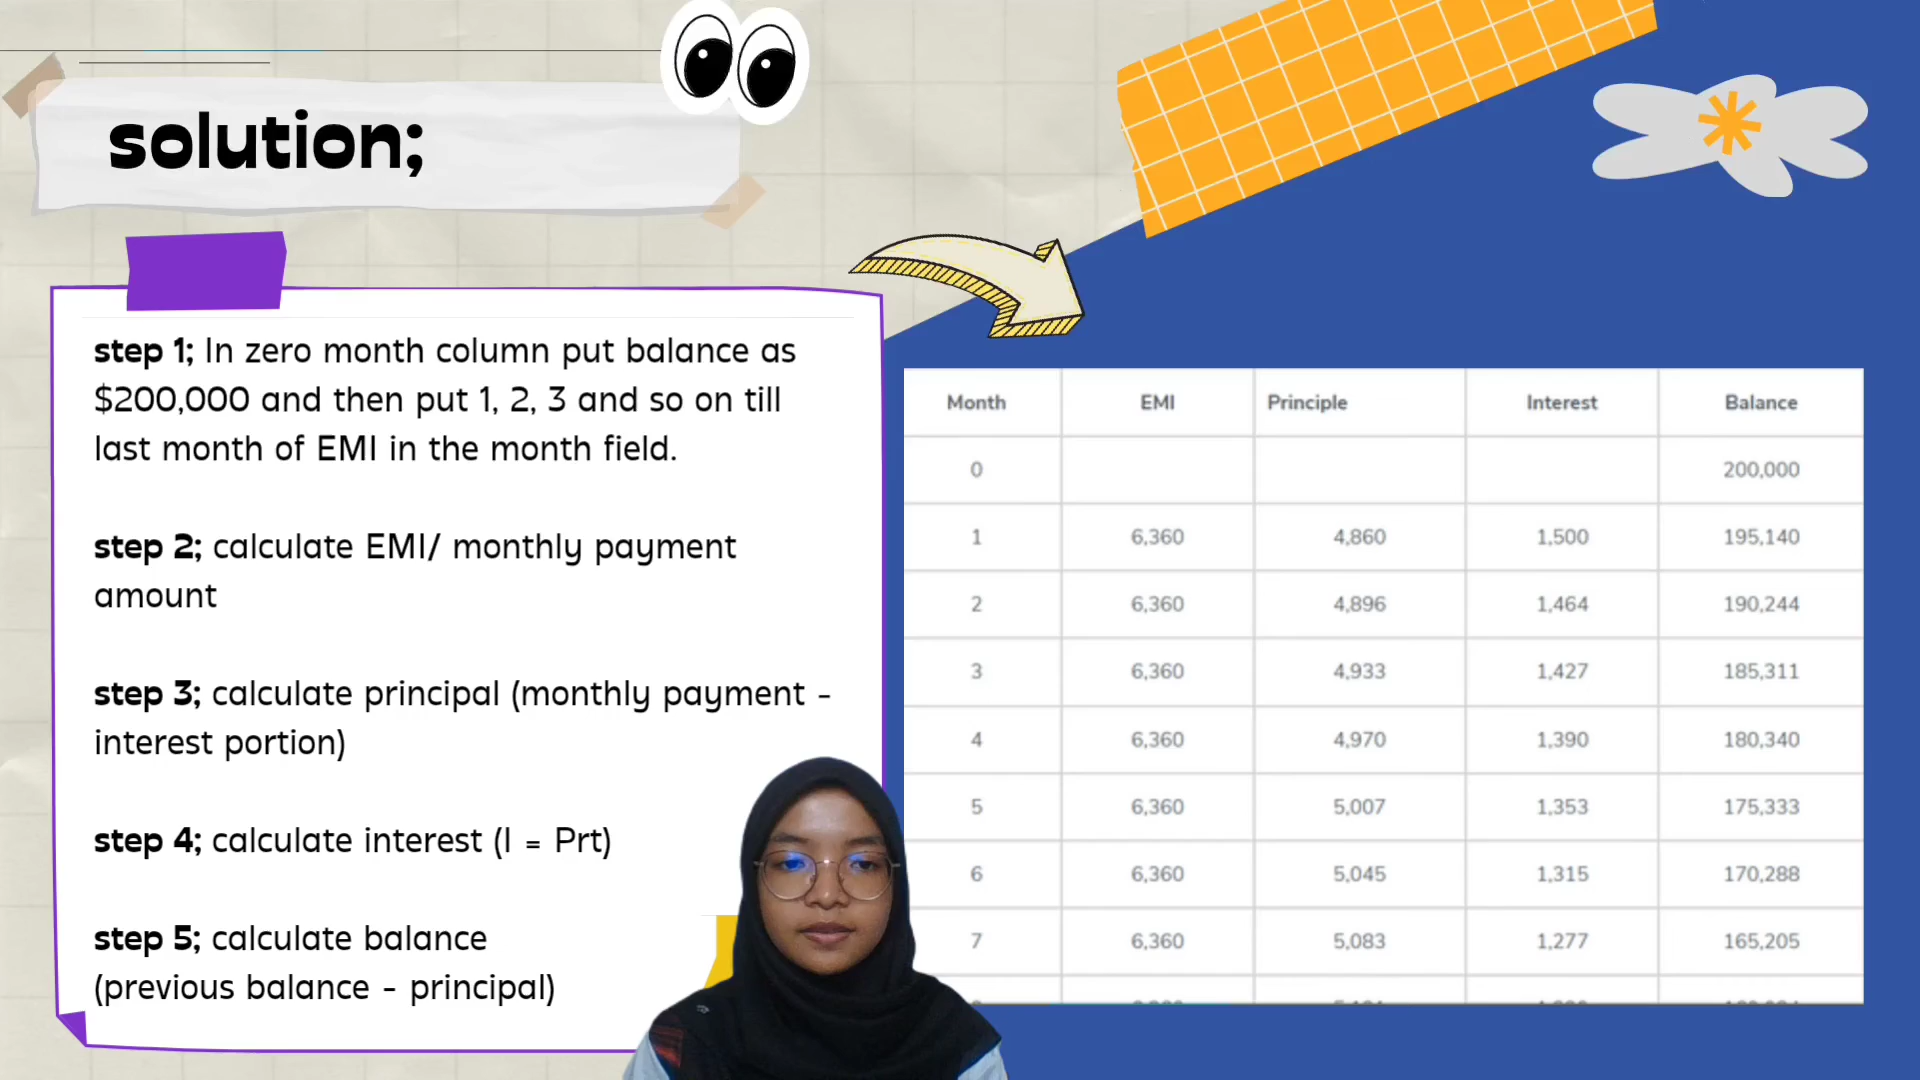 solution;
step 1; In zero month column put balance as
$200,000 and then put 1, 2, 3 and so on till
last month of EMI in the month field.
step 2; calculate EMI/ monthly payment
amount
step 3; calculate principal (monthly payment -
interest portion)
step 4; calculate interest (I = Prt)
step 5; calculate balance
(previous balance - principal)
Month EMI Principle Interest Balance
0 200,000
1 6,360 4,860 1,500 195,140
2 6,360 4,896 1,464 190,244
3 6,360 4,933 1,427 185,311
4 6,360 4,970 1,390 180,340
5 6,360 5,007 1,353 175,333
6 6,360 5,045 1,315 170,288
7 6,360 5,083 1,277 165,205